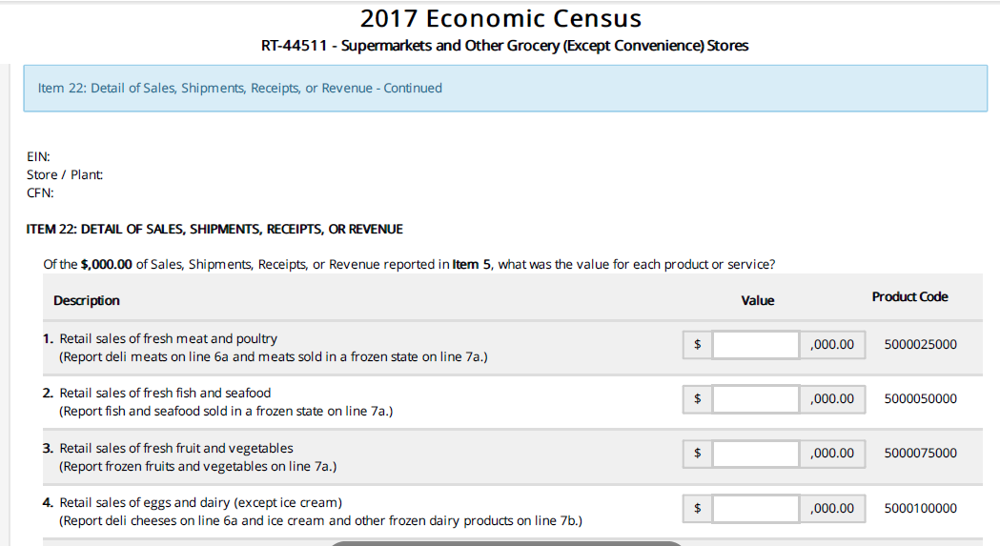 2017 Economic Census
RT-44511 - Supermarkets and Other Grocery (Except Convenience) Stores
Item 22: Detail of Sales, Shipments, Receipts, or Revenue - Continued
EIN:
Store / Plant:
CFN:
ITEM 22: DETAIL OF SALES, SHIPMENTS, RECEIPTS, OR REVENUE
Of the $,000.00 of Sales, Shipments, Receipts, or Revenue reported in Item 5, what was the value for each product or service?
Description Value Product Code
1. Retail sales of fresh meat and poultry
(Report deli meats on line 6a and meats sold in a frozen state on line 7a.)
$ ,000.00 5000025000
2. Retail sales of fresh fish and seafood
(Report fish and seafood sold in a frozen state on line 7a.)
$ ,000.00 5000050000
3. Retail sales of fresh fruit and vegetables
(Report frozen fruits and vegetables on line 7a.)
$ ,000.00 5000075000
4. Retail sales of eggs and dairy (except ice cream)
(Report deli cheeses on line 6a and ice cream and other frozen dairy products on line 7b.)
$ ,000.00 5000100000